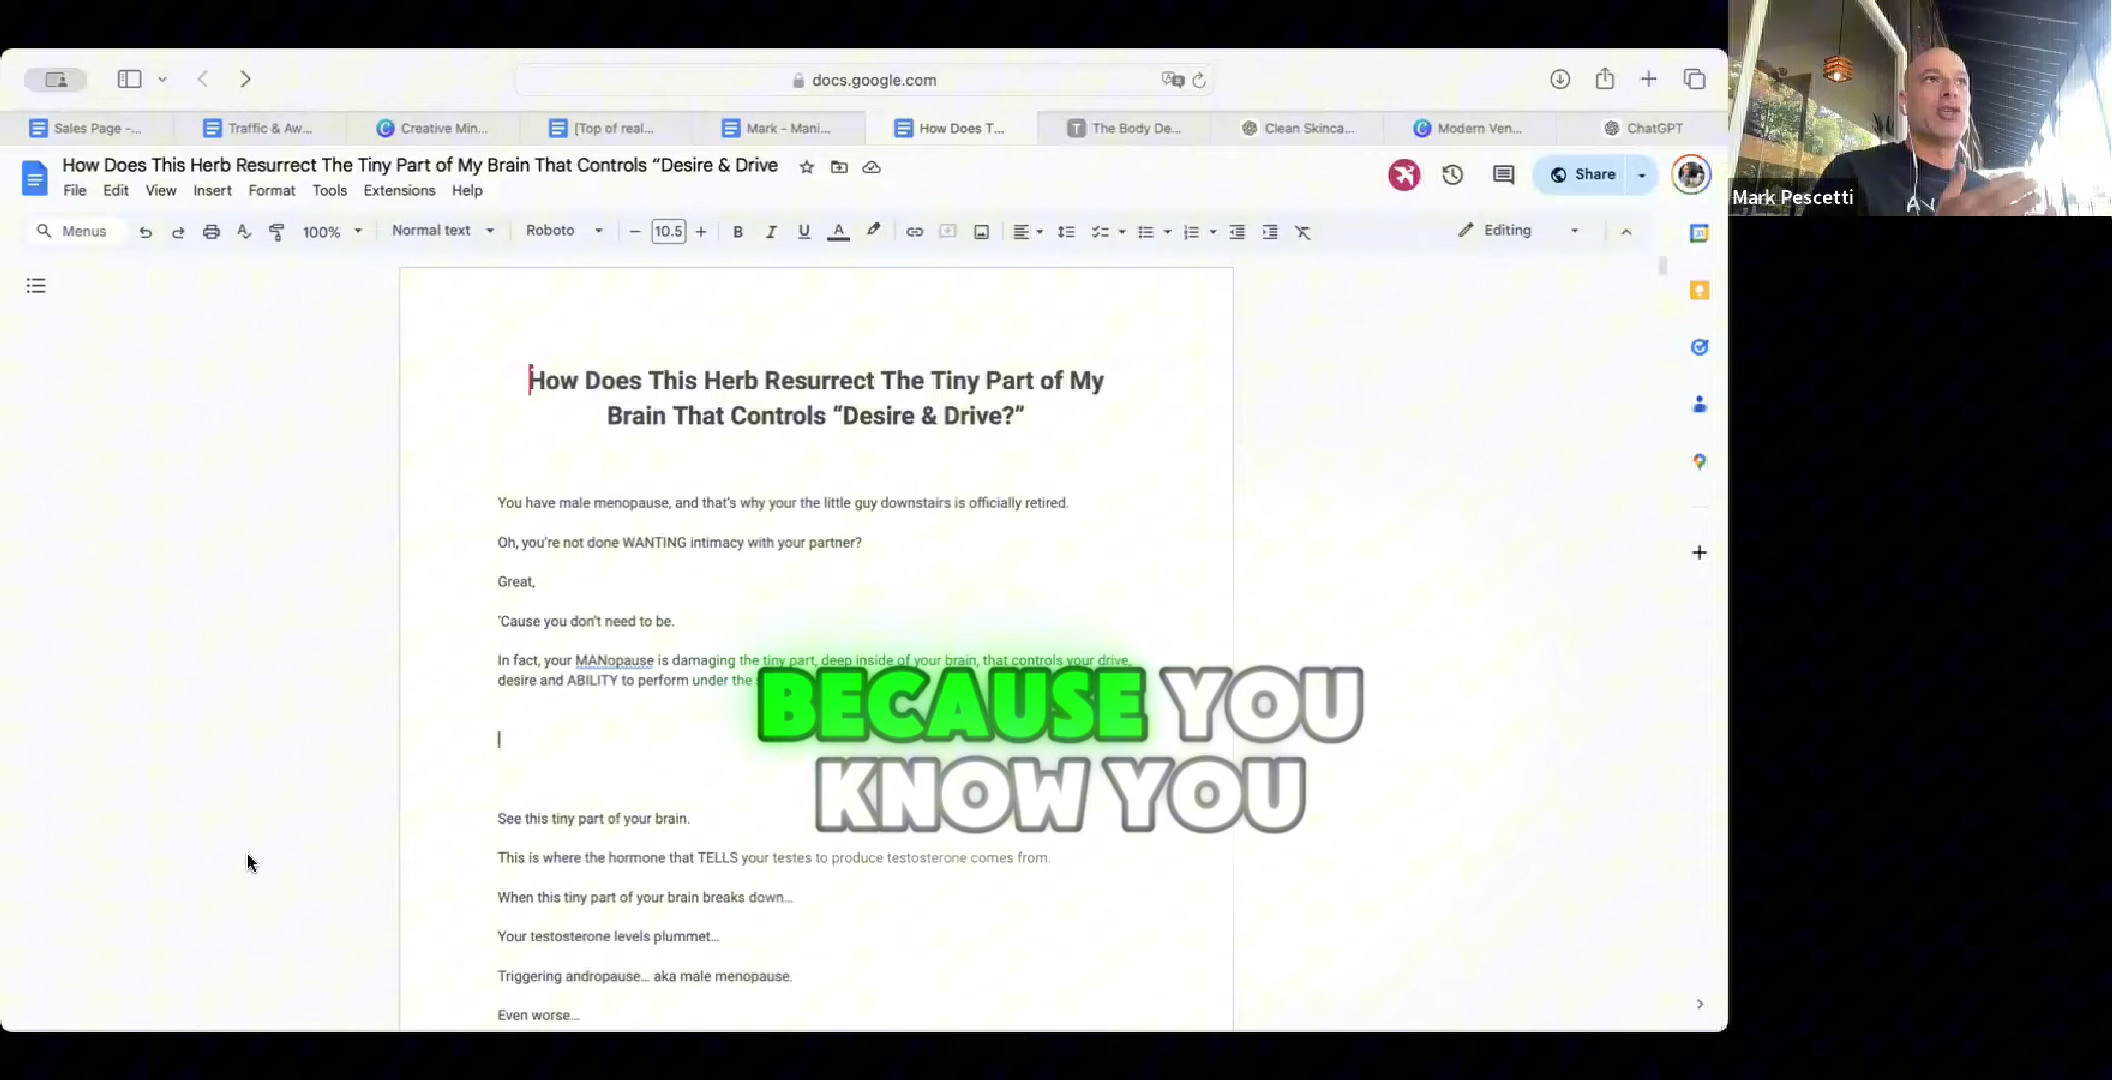 docs.google.com
Sales Page -...
Traffic & Aw...
Creative Min...
[Top of real...
Mark - Mani...
How Does T...
The Body De...
Clean Skinca...
Modern Ven...
ChatGPT
How Does This Herb Resurrect The Tiny Part of My Brain That Controls “Desire & Drive
Share
File Edit View Insert Format Tools Extensions Help
Mark Pescetti
Menus 100% Normal text Roboto 10.5 Editing
How Does This Herb Resurrect The Tiny Part of My
Brain That Controls “Desire & Drive?”
You have male menopause, and that's why your the little guy downstairs is officially retired.
Oh, you're not done WANTING intimacy with your partner?
Great,
'Cause you don't need to be.
In fact, your MANopause is damaging the tiny part, deep inside of your brain, that controls your drive,
desire and ABILITY to perform under the
BECAUSE YOU
KNOW YOU
See this tiny part of your brain.
This is where the hormone that TELLS your testes to produce testosterone comes from.
When this tiny part of your brain breaks down...
Your testosterone levels plummet...
Triggering andropause... aka male menopause.
Even worse...